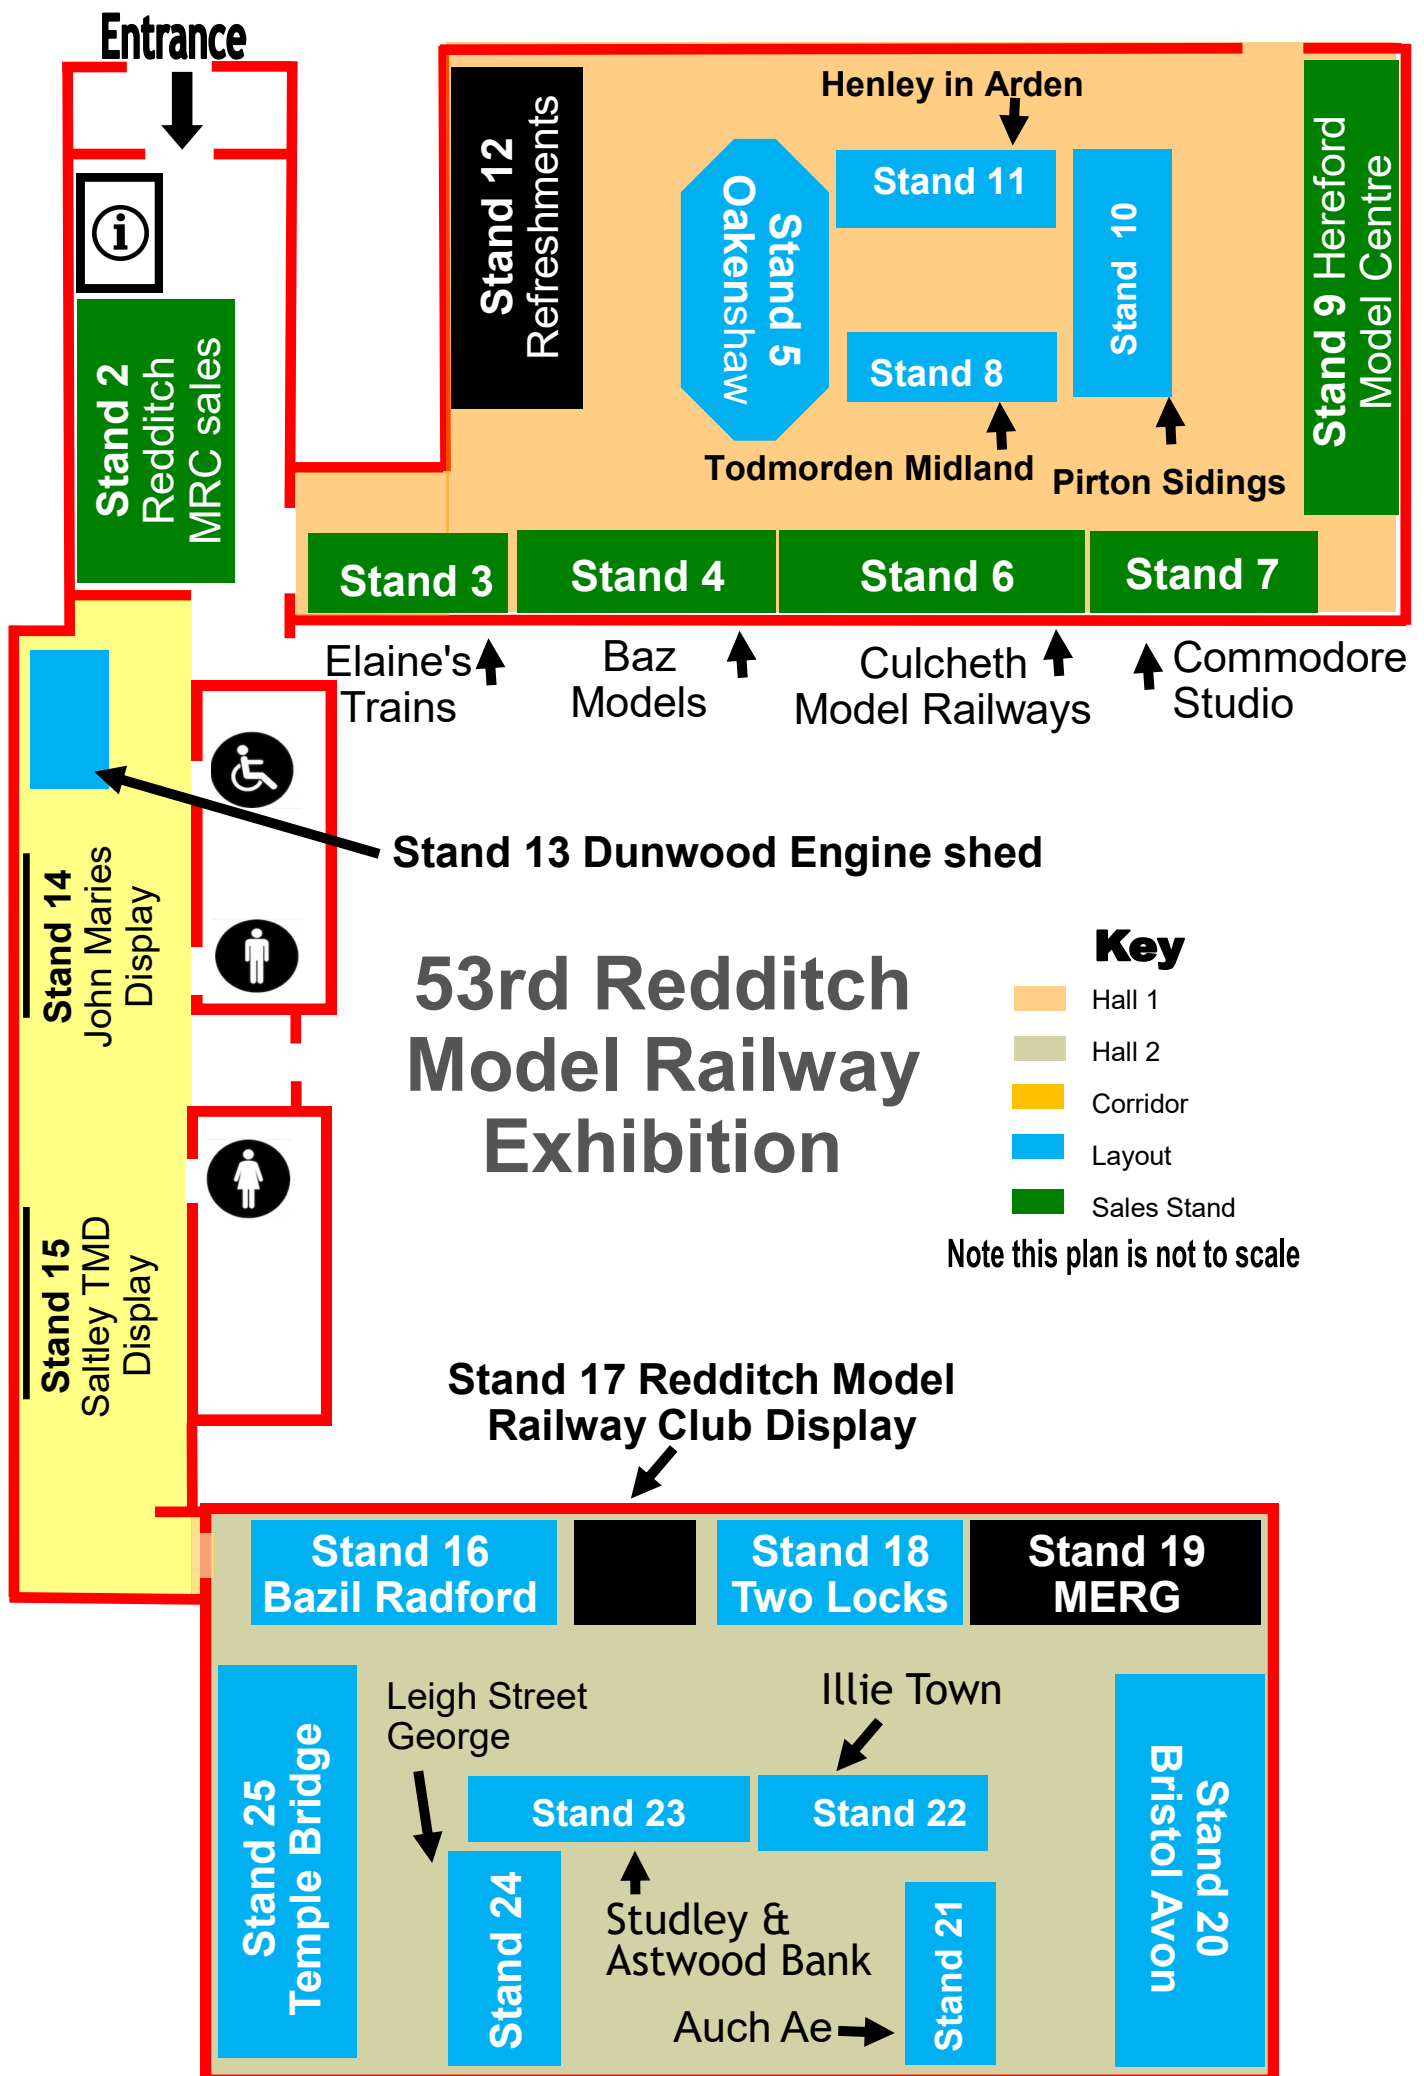 Entrance
i
Stand 2
Redditch
MRC sales
Stand 12
Refreshments
Henley in Arden
Stand 11
Stand 5
Oakenshaw
Stand 10
Stand 8
Todmorden Midland
Pirton Sidings
Stand 9 Hereford
Model Centre
Stand 3
Stand 4
Stand 6
Stand 7
Elaine's
Trains
Baz
Models
Culcheth
Model Railways
Commodore
Studio
Stand 13 Dunwood Engine shed
Stand 14
John Maries
Display
53rd Redditch
Model Railway
Exhibition
Key
Hall 1
Hall 2
Corridor
Layout
Sales Stand
Note this plan is not to scale
Stand 15
Saltley TMD
Display
Stand 17 Redditch Model
Railway Club Display
Stand 16
Bazil Radford
Stand 18
Two Locks
Stand 19
MERG
Stand 25
Temple Bridge
Leigh Street
George
Illie Town
Stand 23
Stand 22
Stand 24
Studley &
Astwood Bank
Stand 21
Auch Ae
Stand 20
Bristol Avon